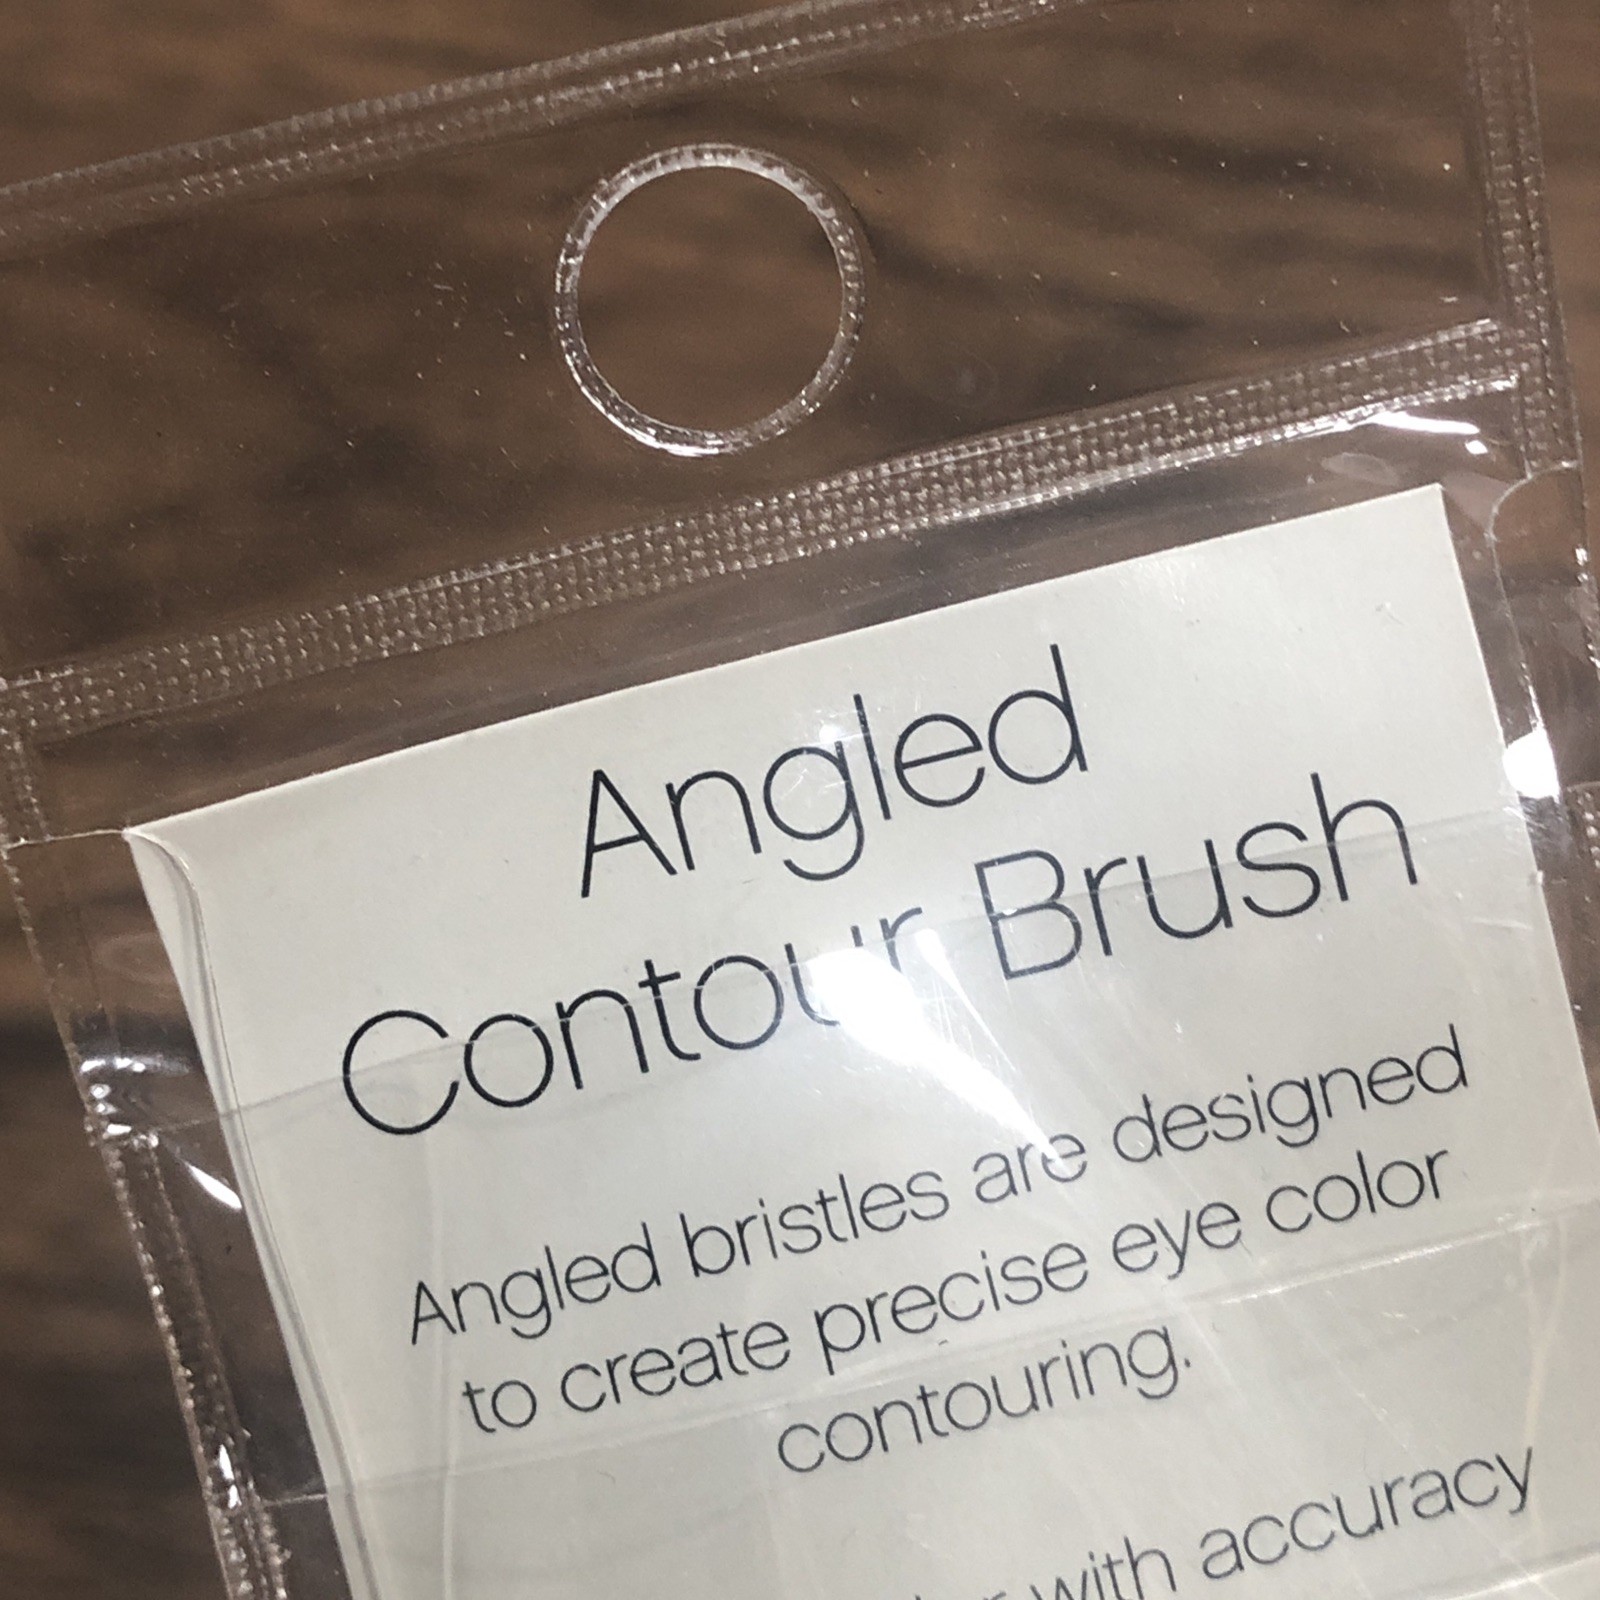 Angled
Contour Brush
Angled bristles are designed
to create precise eye color
contouring.
with accuracy